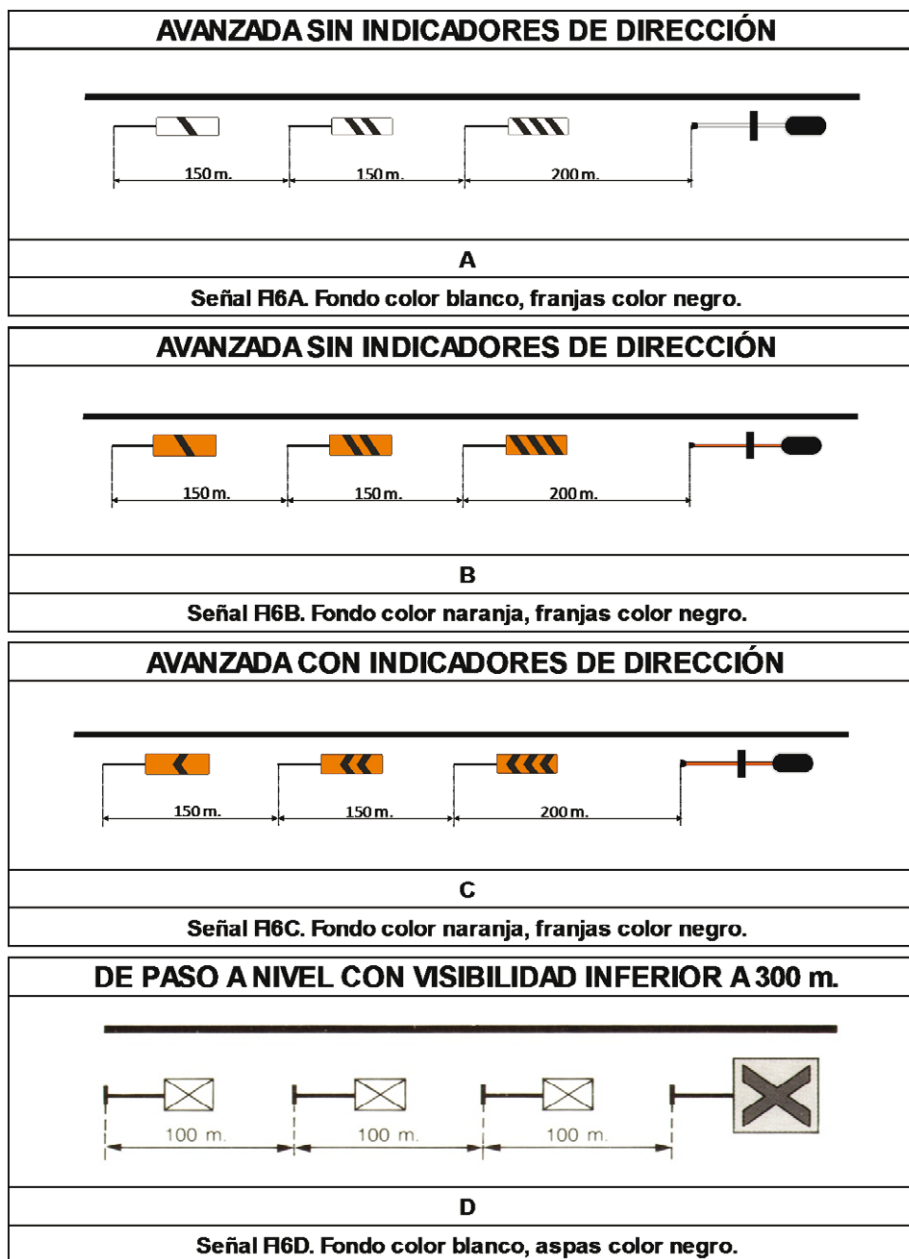 AVANZADA SIN INDICADORES DE DIRECCIÓN
150 m. 150 m. 200 m.
A
Señal FI6A. Fondo color blanco, franjas color negro.
AVANZADA SIN INDICADORES DE DIRECCIÓN
150 m. 150 m. 200 m.
B
Señal FI6B. Fondo color naranja, franjas color negro.
AVANZADA CON INDICADORES DE DIRECCIÓN
150 m. 150 m. 200 m.
C
Señal FI6C. Fondo color naranja, franjas color negro.
DE PASO A NIVEL CON VISIBILIDAD INFERIOR A 300 m.
100 m. 100 m. 100 m.
D
Señal FI6D. Fondo color blanco, aspas color negro.